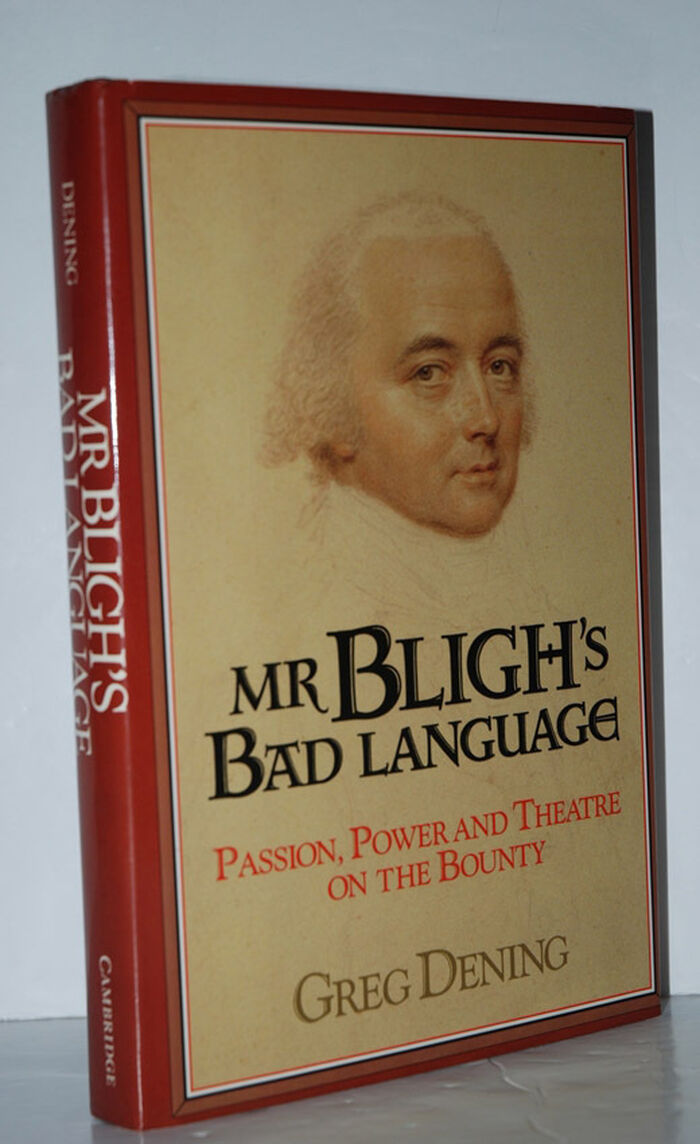 DENING
MR BLIGH'S
BAD LANGUAGE
CAMBRIDGE
MR BLIGH'S
BAD LANGUAGE
PASSION, POWER AND THEATRE
ON THE BOUNTY
GREG DENING